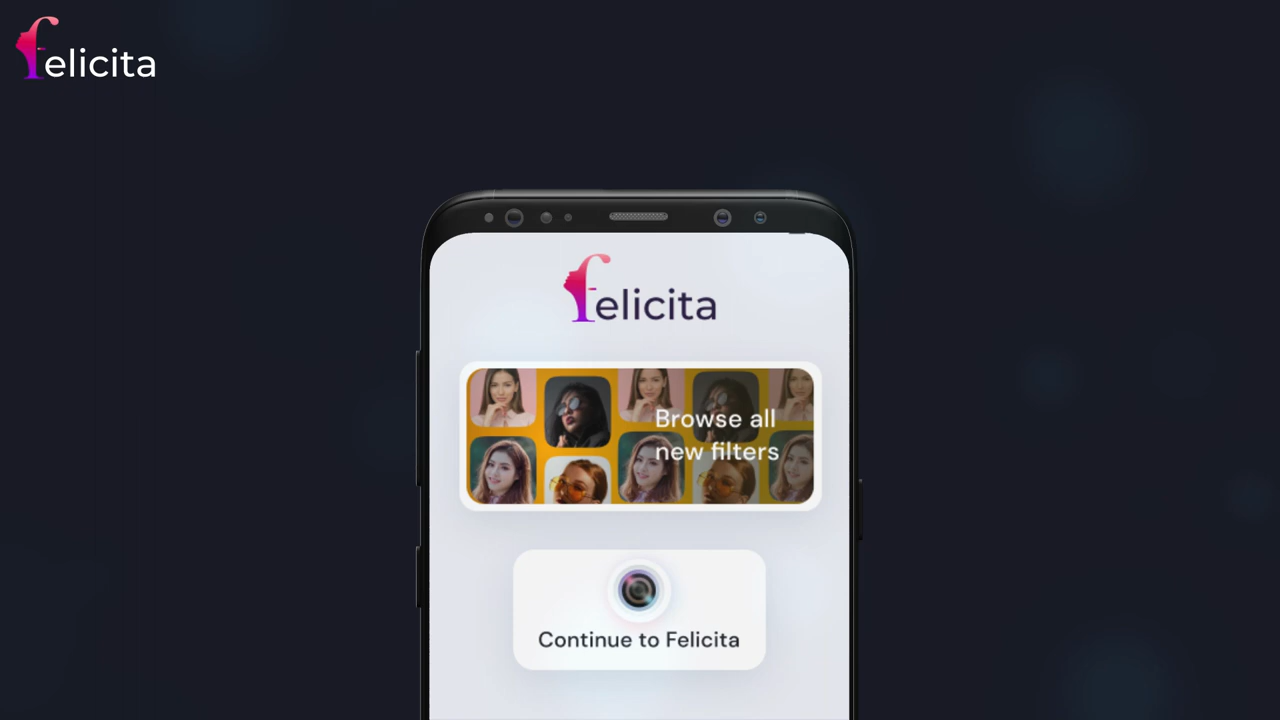 felicita
felicita
Browse all
new filters
Continue to Felicita